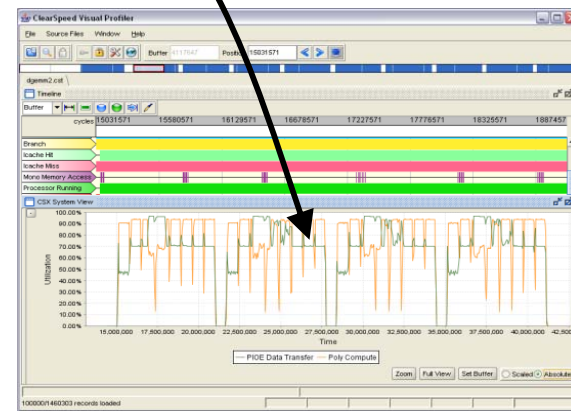 ClearSpeed Visual Profiler
File Source Files Window Help
Buffer 4117647 Position 15031571
dgemm2.cst
Timeline
Buffer
cycles 15031571 15580571 16129571 16678571 17227571 17776571 18325571 1887457
Branch
Icache Hit
Icache Miss
Mono Memory Access
Processor Running
CSX System View
100.00%
90.00%
80.00%
70.00%
60.00%
50.00%
40.00%
30.00%
20.00%
10.00%
0.00%
Utilization
15,000,000 17,500,000 20,000,000 22,500,000 25,000,000 27,500,000 30,000,000 32,500,000 35,000,000 37,500,000 40,000,000 42,500
Time
PIOE Data Transfer Poly Compute
Zoom Full View Set Buffer Scaled Absolute
100000/1460303 records loaded